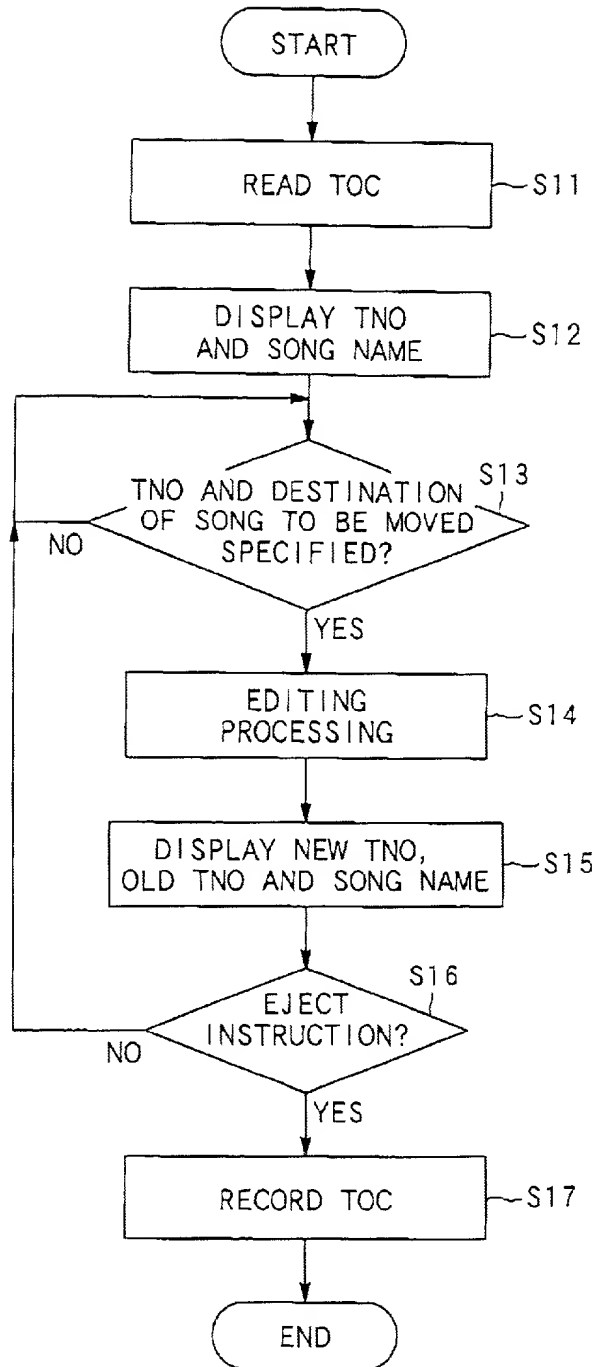 START
READ TOC
S11
DISPLAY TNO
AND SONG NAME
S12
S13
TNO AND DESTINATION
OF SONG TO BE MOVED
SPECIFIED?
NO
YES
EDITING
PROCESSING
S14
DISPLAY NEW TNO,
OLD TNO AND SONG NAME
S15
S16
EJECT
INSTRUCTION?
NO
YES
RECORD TOC
S17
END